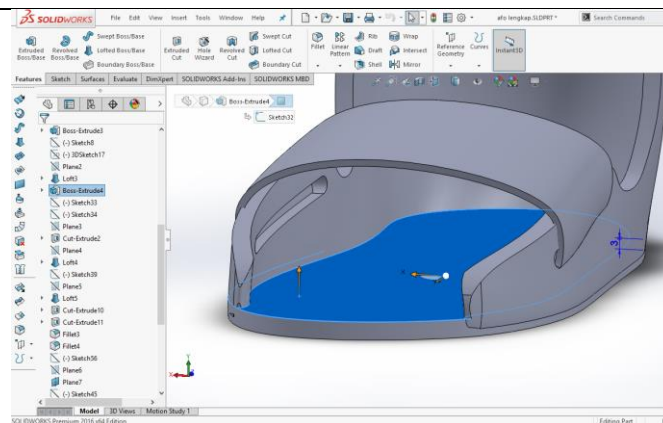 SOLIDWORKS File Edit View Insert Tools Window Help afo lengkap.SLDPRT * Search Commands
Extruded Boss/Base
Revolved Boss/Base
Swept Boss/Base
Lofted Boss/Base
Boundary Boss/Base
Extruded Cut
Hole Wizard
Revolved Cut
Swept Cut
Lofted Cut
Boundary Cut
Fillet
Linear Pattern
Rib
Draft
Shell
Wrap
Intersect
Mirror
Reference Geometry
Curves
Instant3D
Features Sketch Surfaces Evaluate DimXpert SOLIDWORKS Add-Ins SOLIDWORKS MBD
Boss-Extrude4
Sketch32
Boss-Extrude3
(-) Sketch8
(-) 3DSketch17
Plane2
Loft3
Boss-Extrude4
(-) Sketch33
(-) Sketch34
Plane3
Cut-Extrude2
Plane4
Loft4
(-) Sketch39
Plane5
Loft5
Cut-Extrude10
Cut-Extrude11
Fillet3
Fillet4
(-) Sketch36
Plane6
Plane7
(-) Sketch45
3
Y
X
Model 3D Views Motion Study 1
SOLIDWORKS Premium 2016 x64 Edition Editing Part